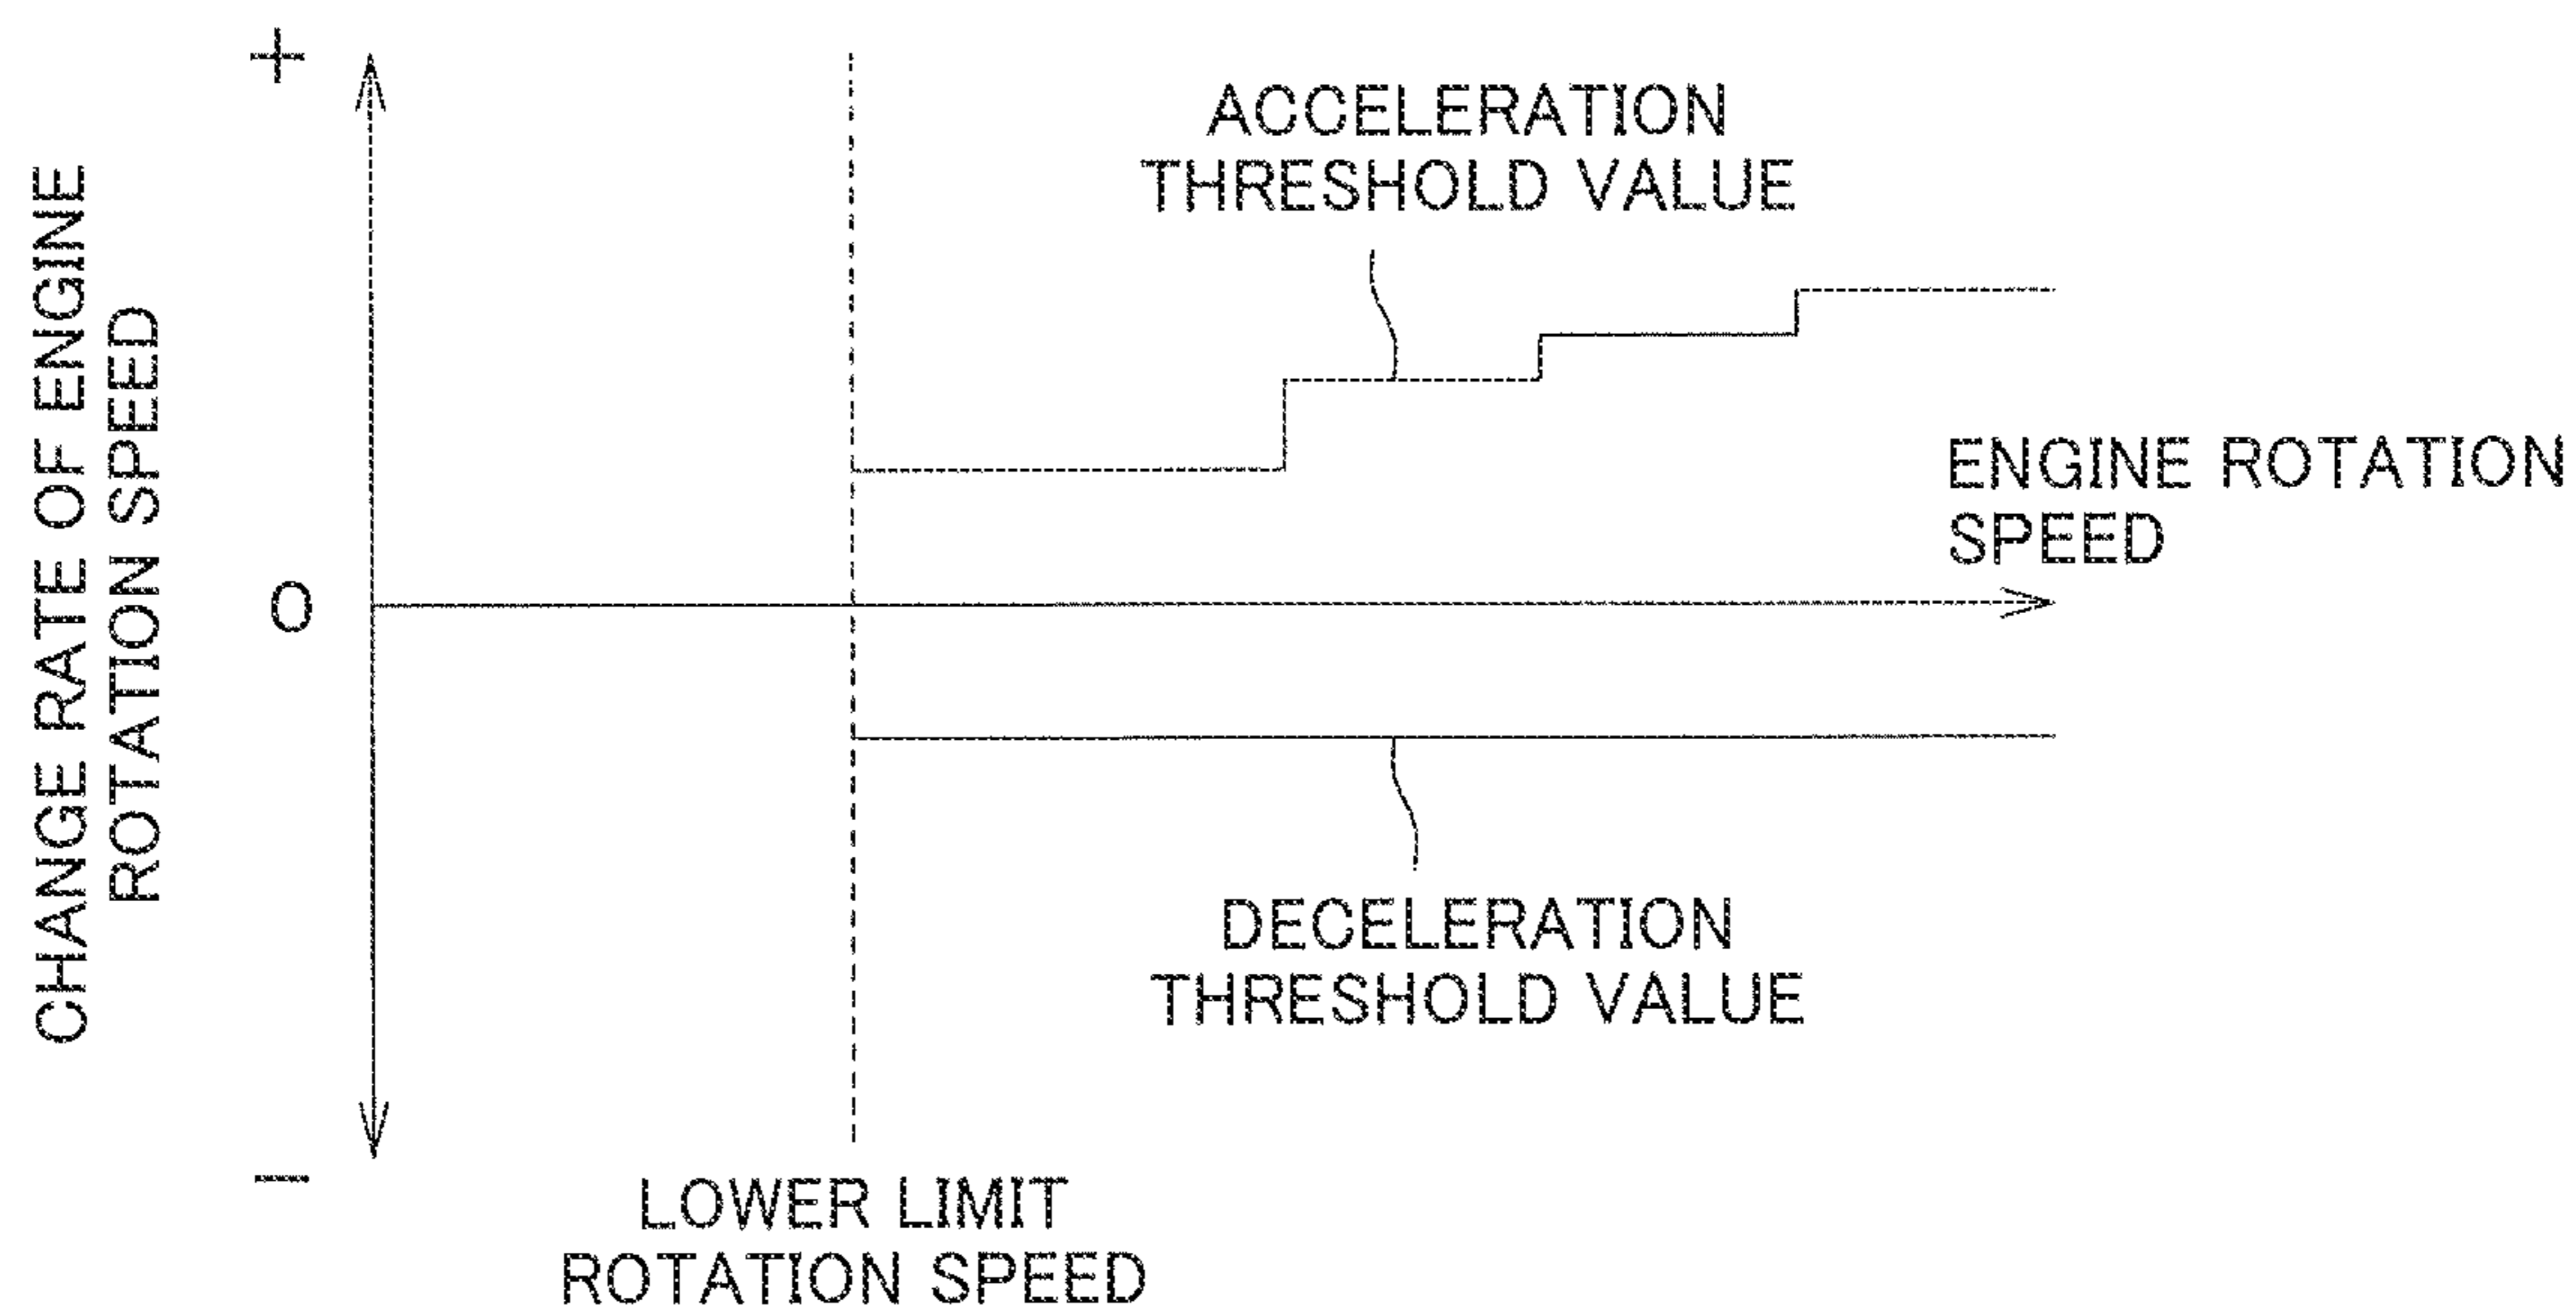 +
ACCELERATION
THRESHOLD VALUE
CHANGE RATE OF ENGINE
ROTATION SPEED
ENGINE ROTATION
SPEED
0
DECELERATION
THRESHOLD VALUE
−
LOWER LIMIT
ROTATION SPEED